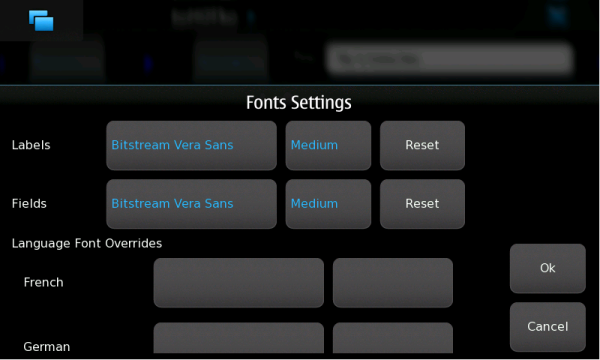 Fonts Settings
Labels Bitstream Vera Sans Medium Reset
Fields Bitstream Vera Sans Medium Reset
Language Font Overrides
French
Ok
German
Cancel